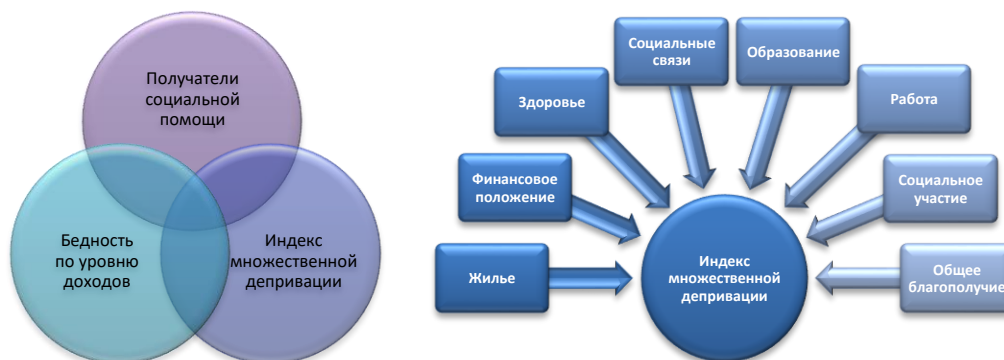 Получатели
социальной
помощи
Бедность
по уровню
доходов
Индекс
множественной
депривации
Жилье
Финансовое
положение
Здоровье
Социальные
связи
Образование
Работа
Социальное
участие
Общее
благополучие
Индекс
множественной
депривации